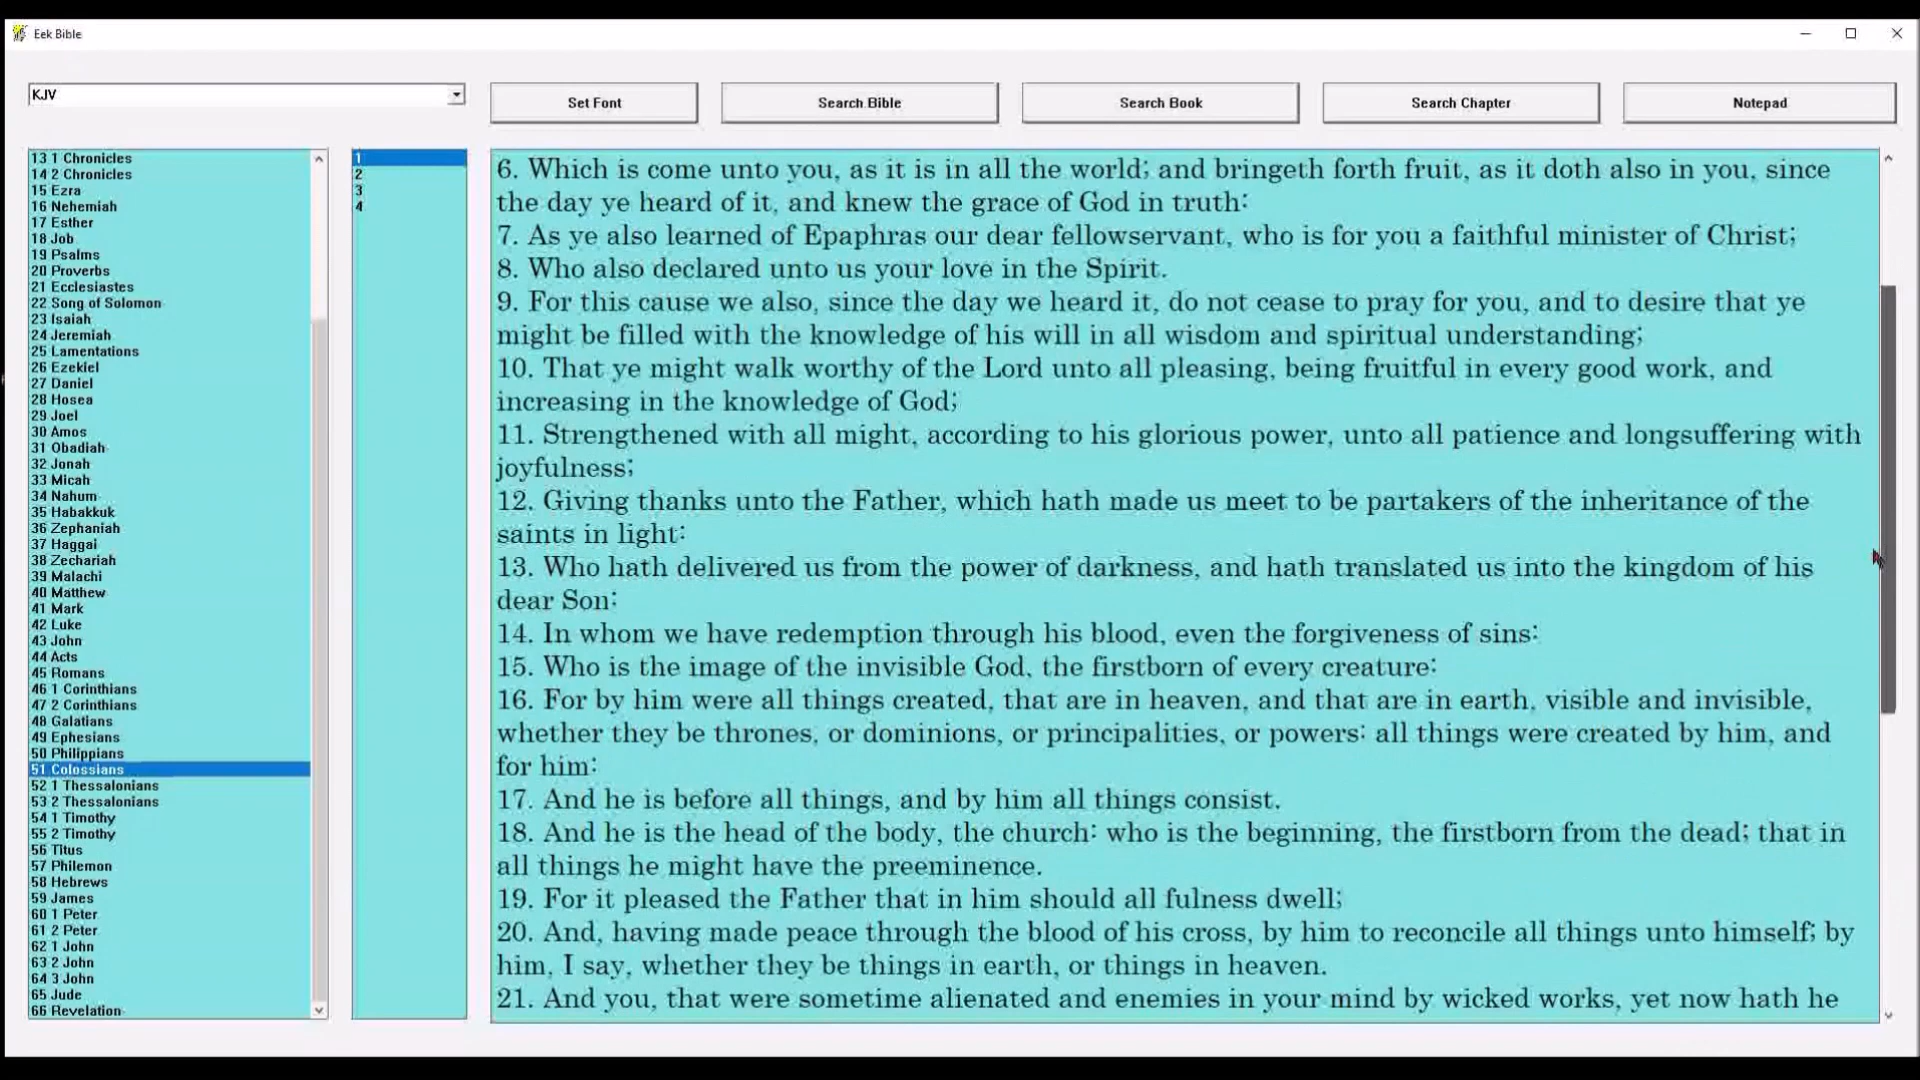 Eek Bible
KJV
Set Font
Search Bible
Search Book
Search Chapter
Notepad
13 1 Chronicles
14 2 Chronicles
15 Ezra
16 Nehemiah
17 Esther
18 Job
19 Psalms
20 Proverbs
21 Ecclesiastes
22 Song of Solomon
23 Isaiah
24 Jeremiah
25 Lamentations
26 Ezekiel
27 Daniel
28 Hosea
29 Joel
30 Amos
31 Obadiah
32 Jonah
33 Micah
34 Nahum
35 Habakkuk
36 Zephaniah
37 Haggai
38 Zechariah
39 Malachi
40 Matthew
41 Mark
42 Luke
43 John
44 Acts
45 Romans
46 1 Corinthians
47 2 Corinthians
48 Galatians
49 Ephesians
50 Philippians
51 Colossians
52 1 Thessalonians
53 2 Thessalonians
54 1 Timothy
55 2 Timothy
56 Titus
57 Philemon
58 Hebrews
59 James
60 1 Peter
61 2 Peter
62 1 John
63 2 John
64 3 John
65 Jude
66 Revelation
1
2
3
4
6. Which is come unto you, as it is in all the world; and bringeth forth fruit, as it doth also in you, since
the day ye heard of it, and knew the grace of God in truth:
7. As ye also learned of Epaphras our dear fellowservant, who is for you a faithful minister of Christ;
8. Who also declared unto us your love in the Spirit.
9. For this cause we also, since the day we heard it, do not cease to pray for you, and to desire that ye
might be filled with the knowledge of his will in all wisdom and spiritual understanding;
10. That ye might walk worthy of the Lord unto all pleasing, being fruitful in every good work, and
increasing in the knowledge of God;
11. Strengthened with all might, according to his glorious power, unto all patience and longsuffering with
joyfulness;
12. Giving thanks unto the Father, which hath made us meet to be partakers of the inheritance of the
saints in light:
13. Who hath delivered us from the power of darkness, and hath translated us into the kingdom of his
dear Son:
14. In whom we have redemption through his blood, even the forgiveness of sins:
15. Who is the image of the invisible God, the firstborn of every creature:
16. For by him were all things created, that are in heaven, and that are in earth, visible and invisible,
whether they be thrones, or dominions, or principalities, or powers: all things were created by him, and
for him:
17. And he is before all things, and by him all things consist.
18. And he is the head of the body, the church: who is the beginning, the firstborn from the dead; that in
all things he might have the preeminence.
19. For it pleased the Father that in him should all fulness dwell;
20. And, having made peace through the blood of his cross, by him to reconcile all things unto himself; by
him, I say, whether they be things in earth, or things in heaven.
21. And you, that were sometime alienated and enemies in your mind by wicked works, yet now hath he